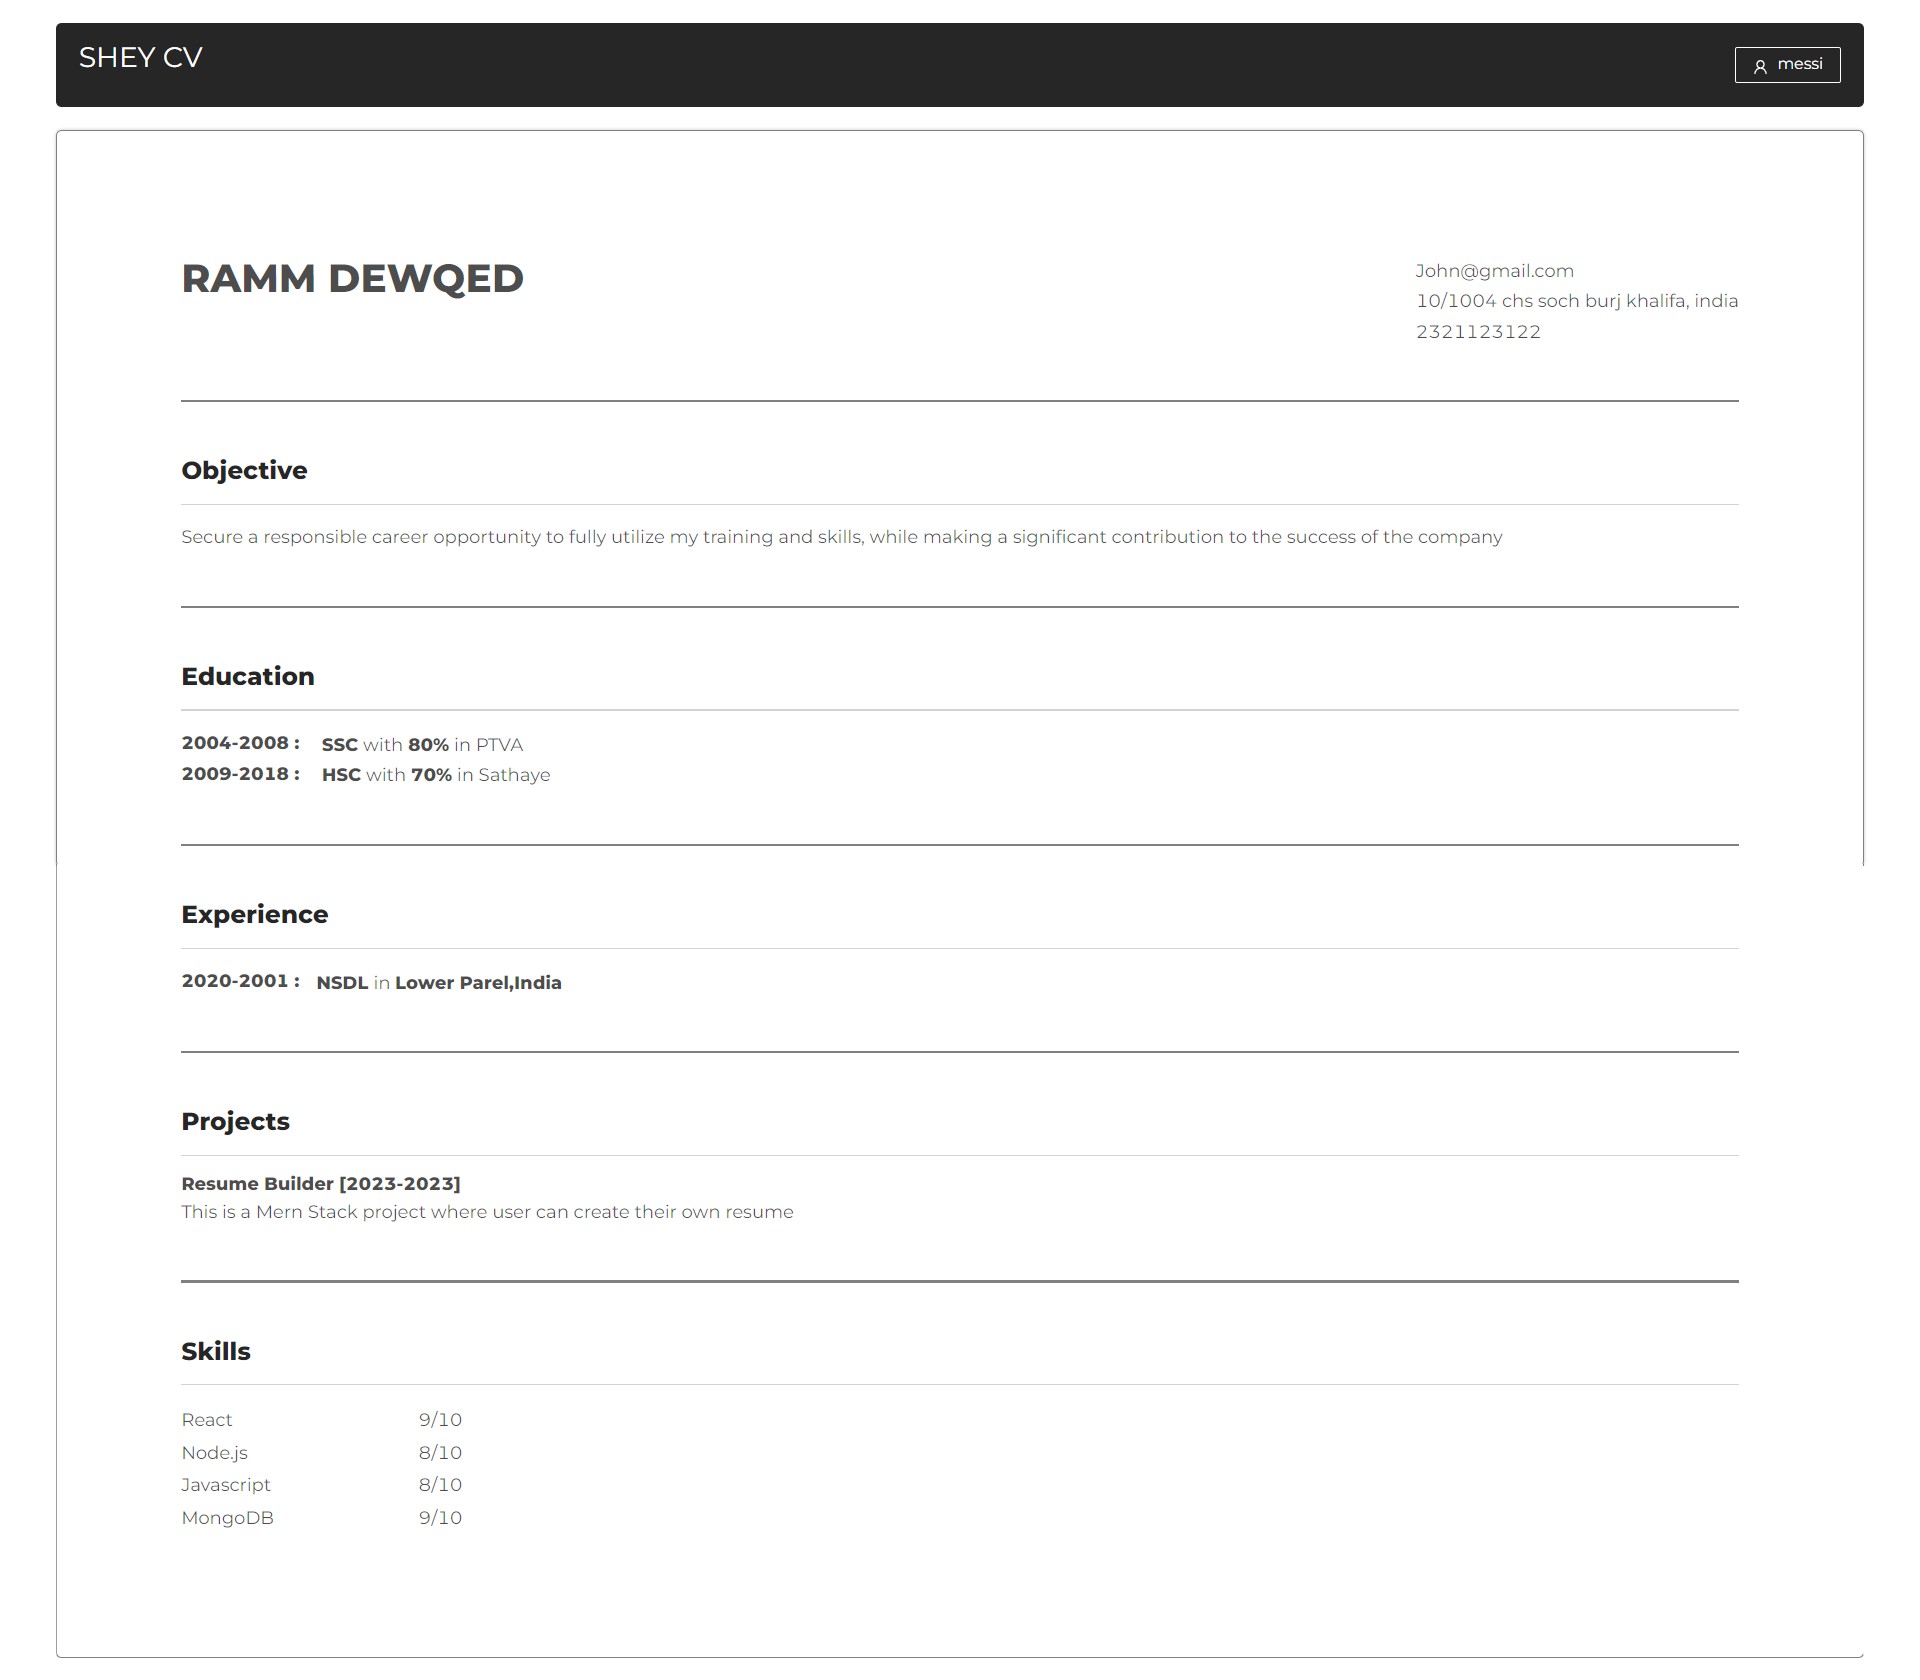 SHEY CV
messi
RAMM DEWQED
John@gmail.com
10/1004 chs soch burj khalifa, india
2321123122
Objective
Secure a responsible career opportunity to fully utilize my training and skills, while making a significant contribution to the success of the company
Education
2004-2008 : SSC with 80% in PTVA
2009-2018 : HSC with 70% in Sathaye
Experience
2020-2001 : NSDL in Lower Parel,India
Projects
Resume Builder [2023-2023]
This is a Mern Stack project where user can create their own resume
Skills
React 9/10
Node.js 8/10
Javascript 8/10
MongoDB 9/10